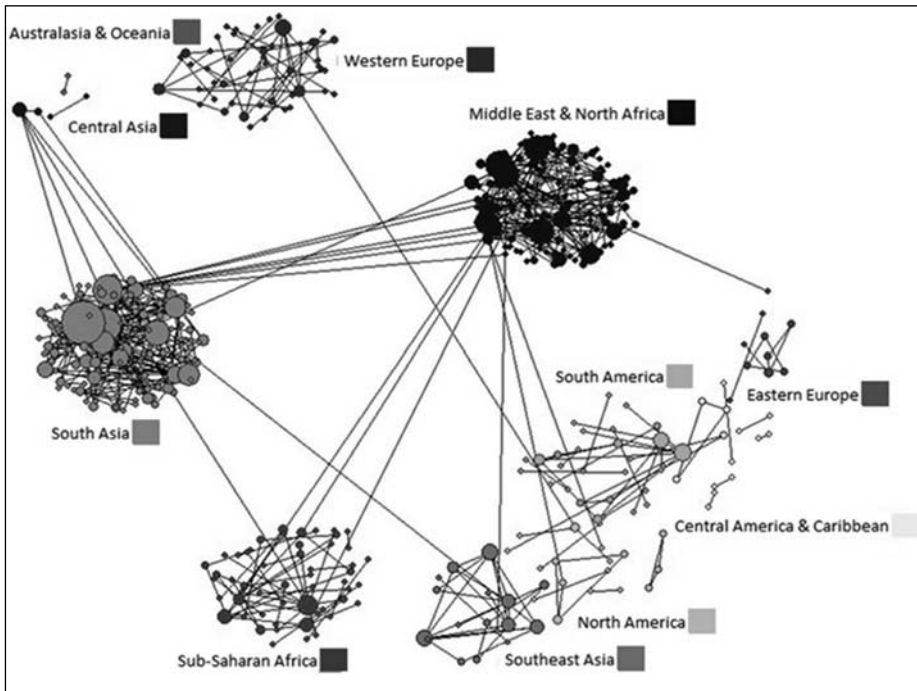 Australasia & Oceania
Western Europe
Central Asia
Middle East & North Africa
South America
Eastern Europe
South Asia
Central America & Caribbean
North America
Sub-Saharan Africa
Southeast Asia